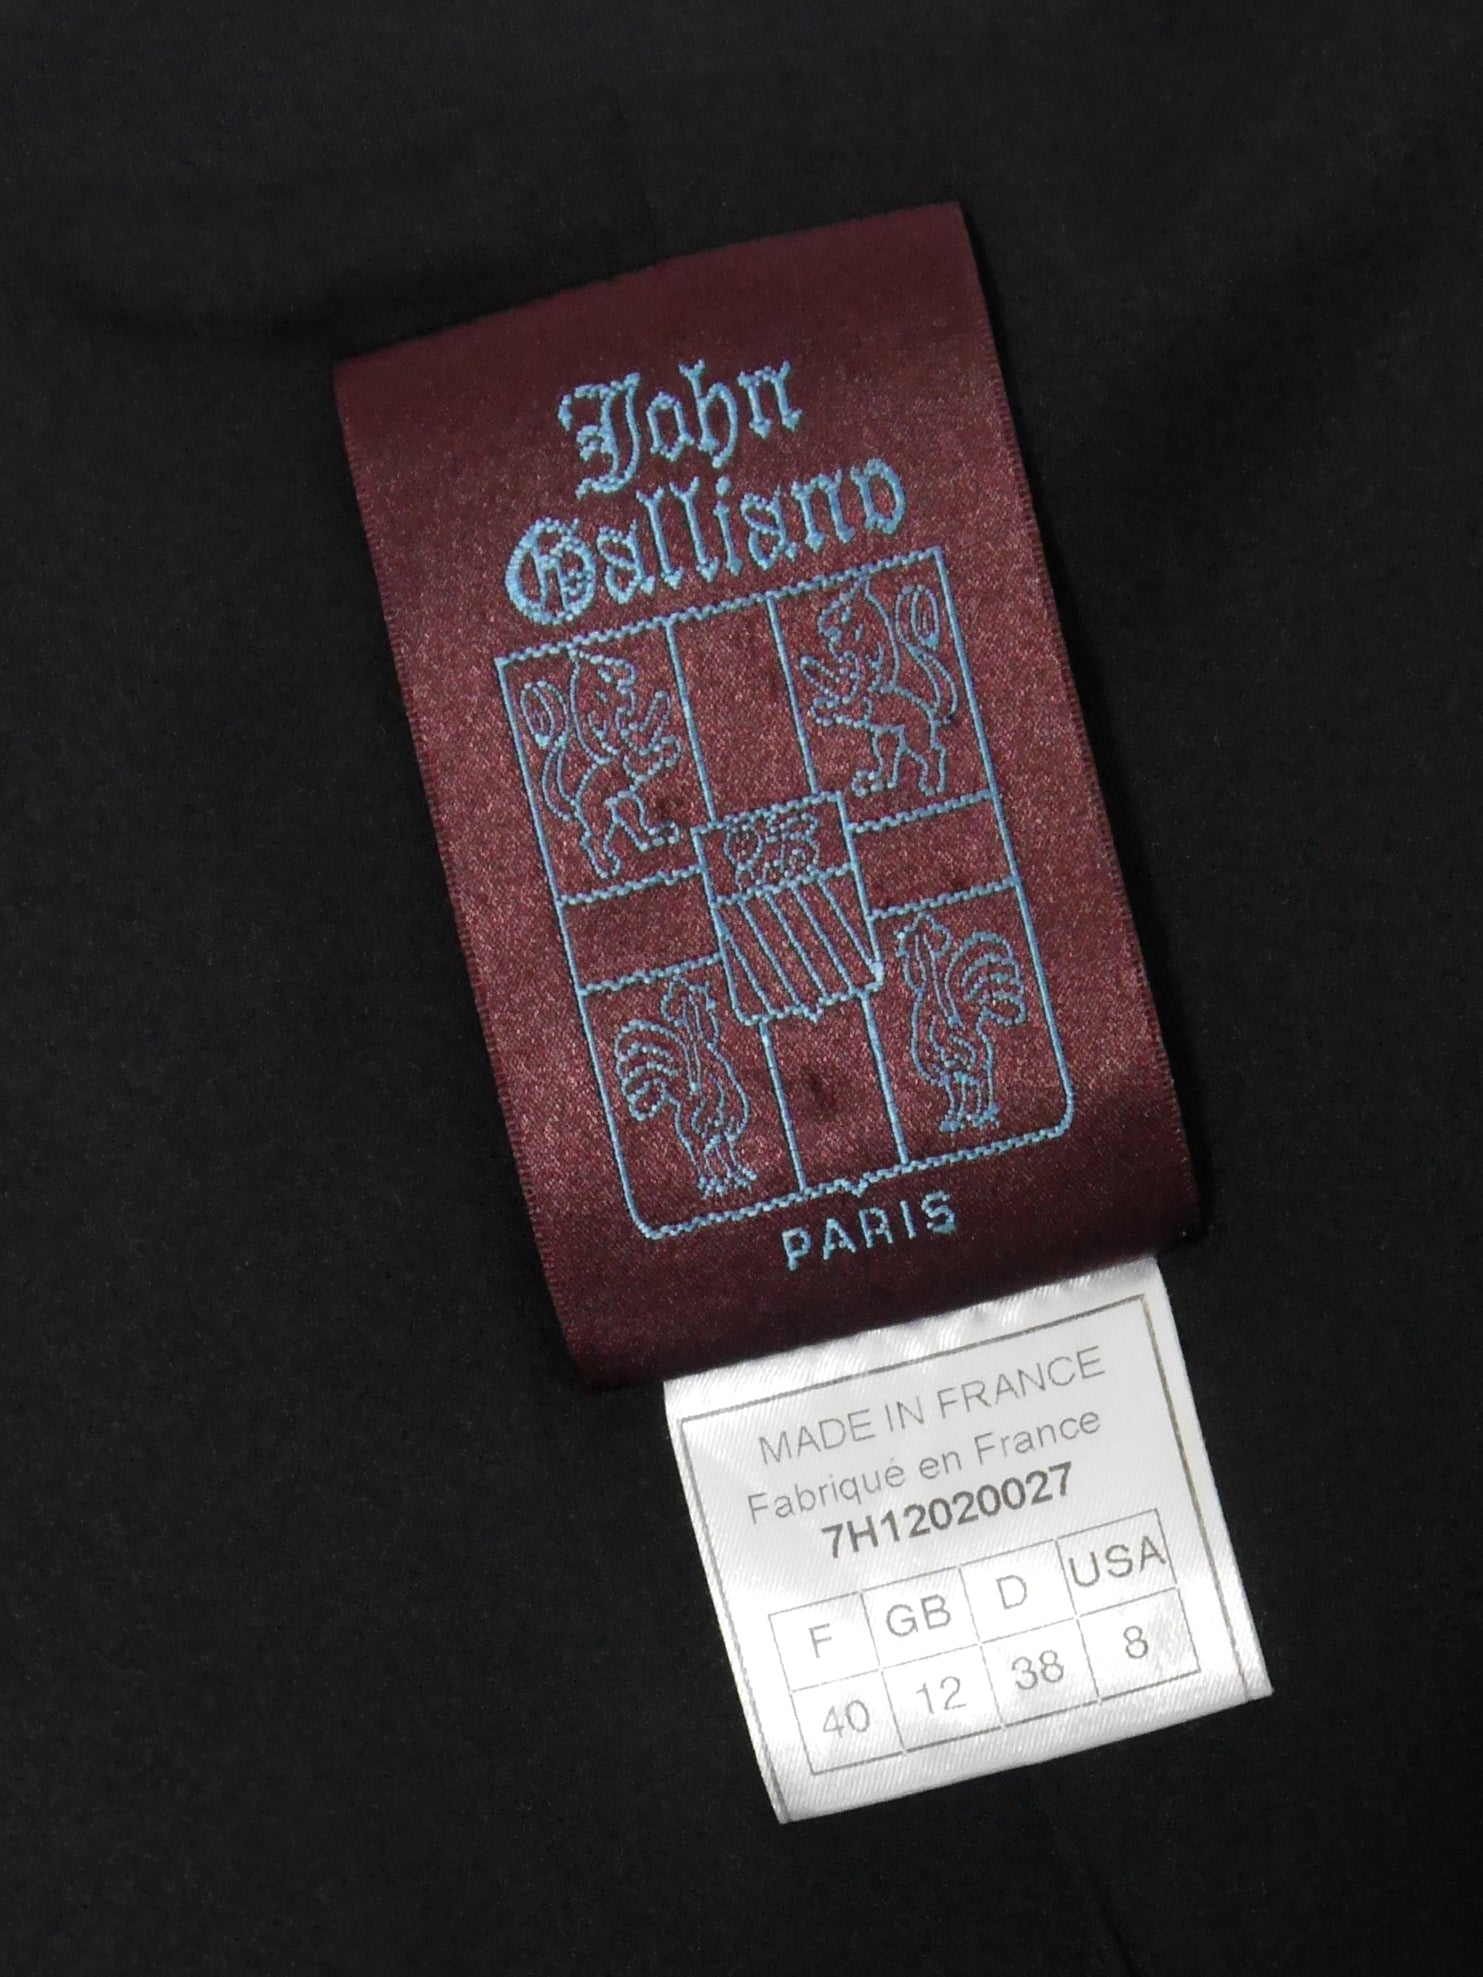 John
Galliano
PARIS
MADE IN FRANCE
Fabriqué en France
7H12020027
F GB D USA
40 12 38 8